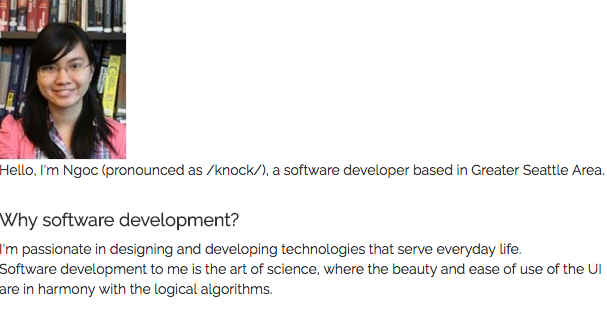 Hello, I'm Ngoc (pronounced as /knock/), a software developer based in Greater Seattle Area.
Why software development?
I'm passionate in designing and developing technologies that serve everyday life.
Software development to me is the art of science, where the beauty and ease of use of the UI
are in harmony with the logical algorithms.